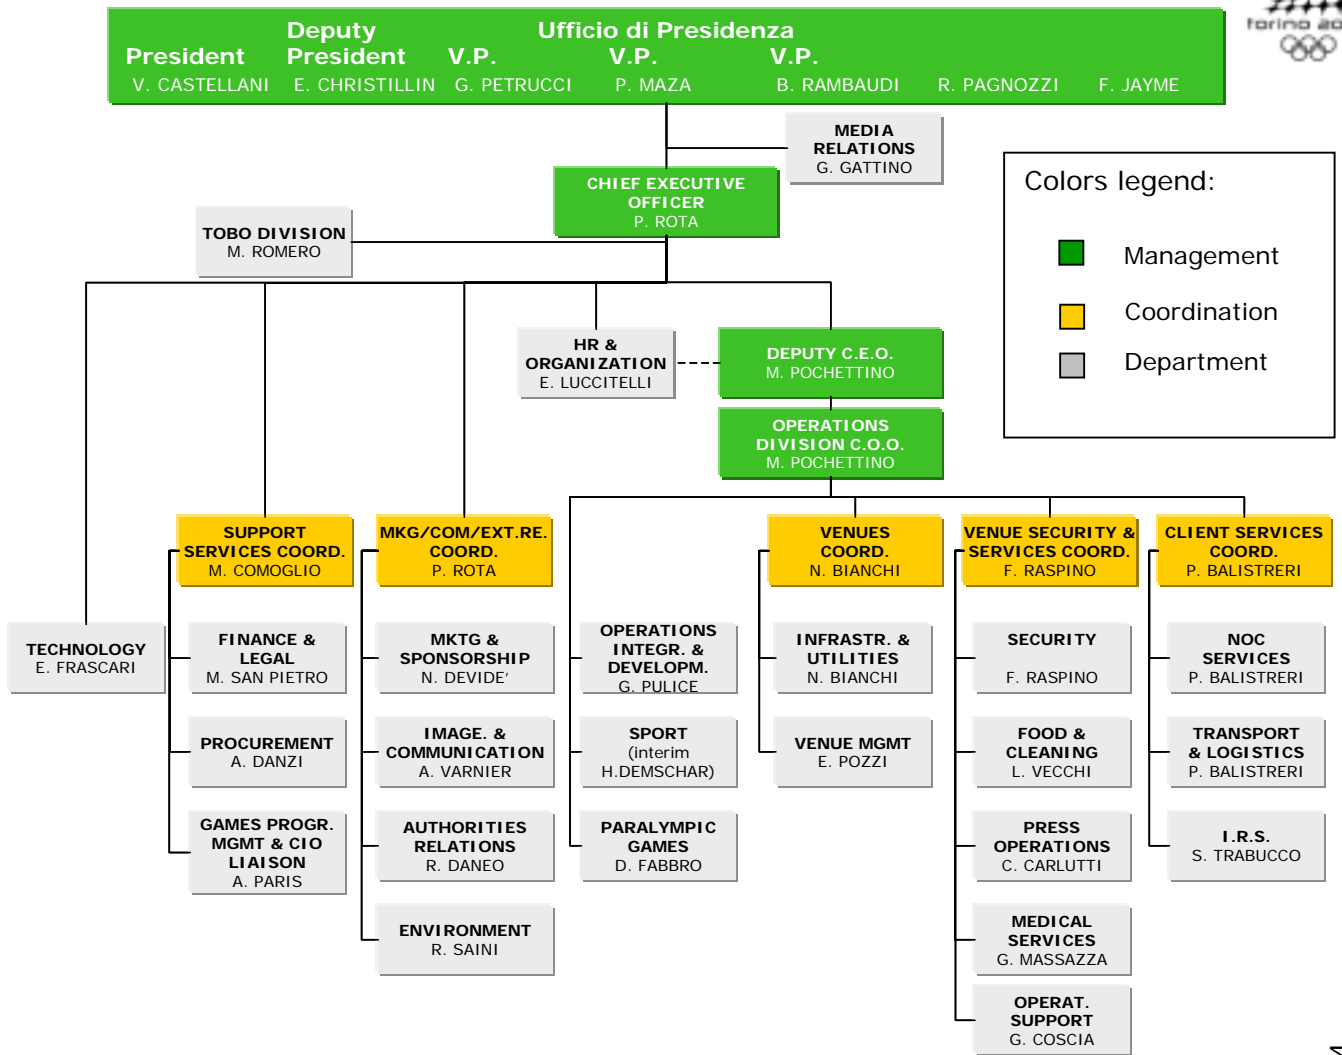 Ufficio di Presidenza
President
Deputy President
V.P.
V.P.
V.P.
V. CASTELLANI
E. CHRISTILLIN
G. PETRUCCI
P. MAZA
B. RAMBAUDI
R. PAGNOZZI
F. JAYME
torino 20
MEDIA
RELATIONS
G. GATTINO
CHIEF EXECUTIVE
OFFICER
P. ROTA
TOBO DIVISION
M. ROMERO
Colors legend:
Management
Coordination
Department
HR &
ORGANIZATION
E. LUCCITELLI
DEPUTY C.E.O.
M. POCHETTINO
OPERATIONS
DIVISION C.O.O.
M. POCHETTINO
SUPPORT
SERVICES COORD.
M. COMOGLIO
MKG/COM/EXT.RE.
COORD.
P. ROTA
VENUES
COORD.
N. BIANCHI
VENUE SECURITY &
SERVICES COORD.
F. RASPINO
CLIENT SERVICES
COORD.
P. BALISTRERI
TECHNOLOGY
E. FRASCARI
FINANCE &
LEGAL
M. SAN PIETRO
MKTG &
SPONSORSHIP
N. DEVIDE'
OPERATIONS
INTEGR. &
DEVELOPM.
G. PULICE
INFRASTR. &
UTILITIES
N. BIANCHI
SECURITY
F. RASPINO
NOC
SERVICES
P. BALISTRERI
PROCUREMENT
A. DANZI
IMAGE. &
COMMUNICATION
A. VARNIER
SPORT
(interim
H.DEMSCHAR)
VENUE MGMT
E. POZZI
FOOD &
CLEANING
L. VECCHI
TRANSPORT
& LOGISTICS
P. BALISTRERI
GAMES PROGR.
MGMT & CIO
LIAISON
A. PARIS
AUTHORITIES
RELATIONS
R. DANEO
PARALYMPIC
GAMES
D. FABBRO
PRESS
OPERATIONS
C. CARLUTTI
I.R.S.
S. TRABUCCO
ENVIRONMENT
R. SAINI
MEDICAL
SERVICES
G. MASSAZZA
OPERAT.
SUPPORT
G. COSCIA